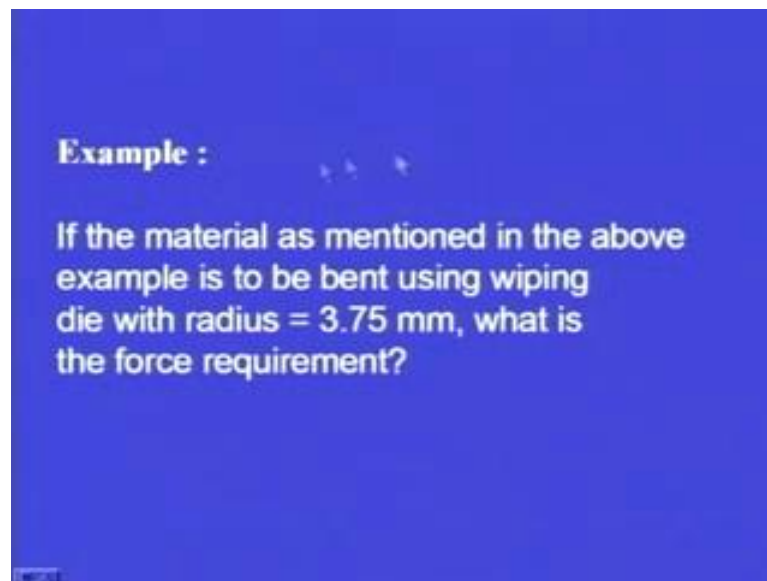 Example :
If the material as mentioned in the above
example is to be bent using wiping
die with radius = 3.75 mm, what is
the force requirement?